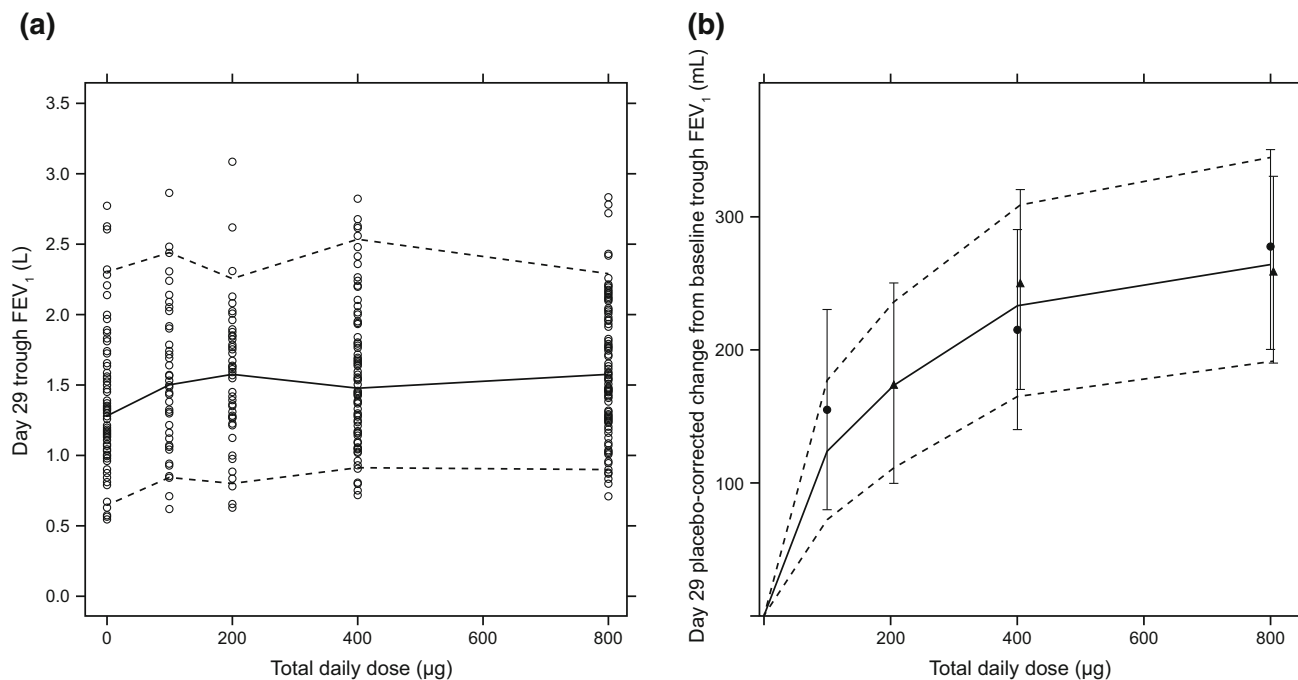 (a)
Day 29 trough FEV₁ (L)
3.5
3.0
2.5
2.0
1.5
1.0
0.5
0.0
0 200 400 600 800
Total daily dose (µg)
(b)
Day 29 placebo-corrected change from baseline trough FEV₁ (mL)
300
200
100
200 400 600 800
Total daily dose (µg)